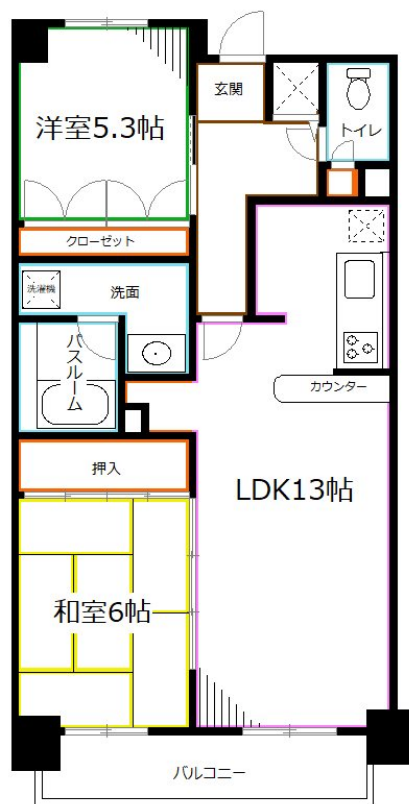 玄関
トイレ
洋室5.3帖
クローゼット
洗濯機
洗面
バスルーム
カウンター
押入
LDK13帖
和室6帖
バルコニー